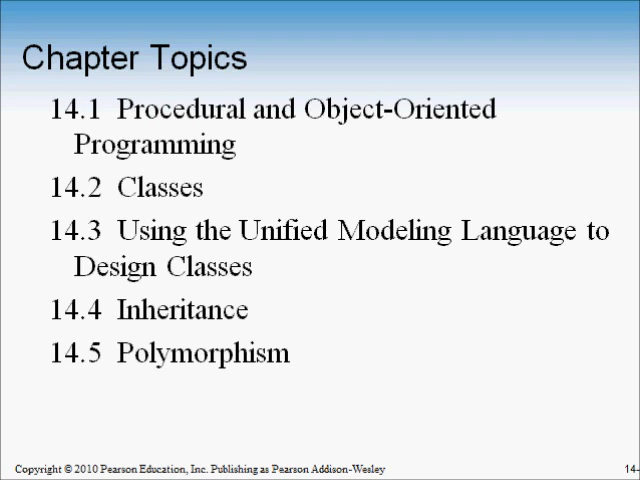 Chapter Topics
14.1 Procedural and Object-Oriented
Programming
14.2 Classes
14.3 Using the Unified Modeling Language to
Design Classes
14.4 Inheritance
14.5 Polymorphism
Copyright © 2010 Pearson Education, Inc. Publishing as Pearson Addison-Wesley
14-